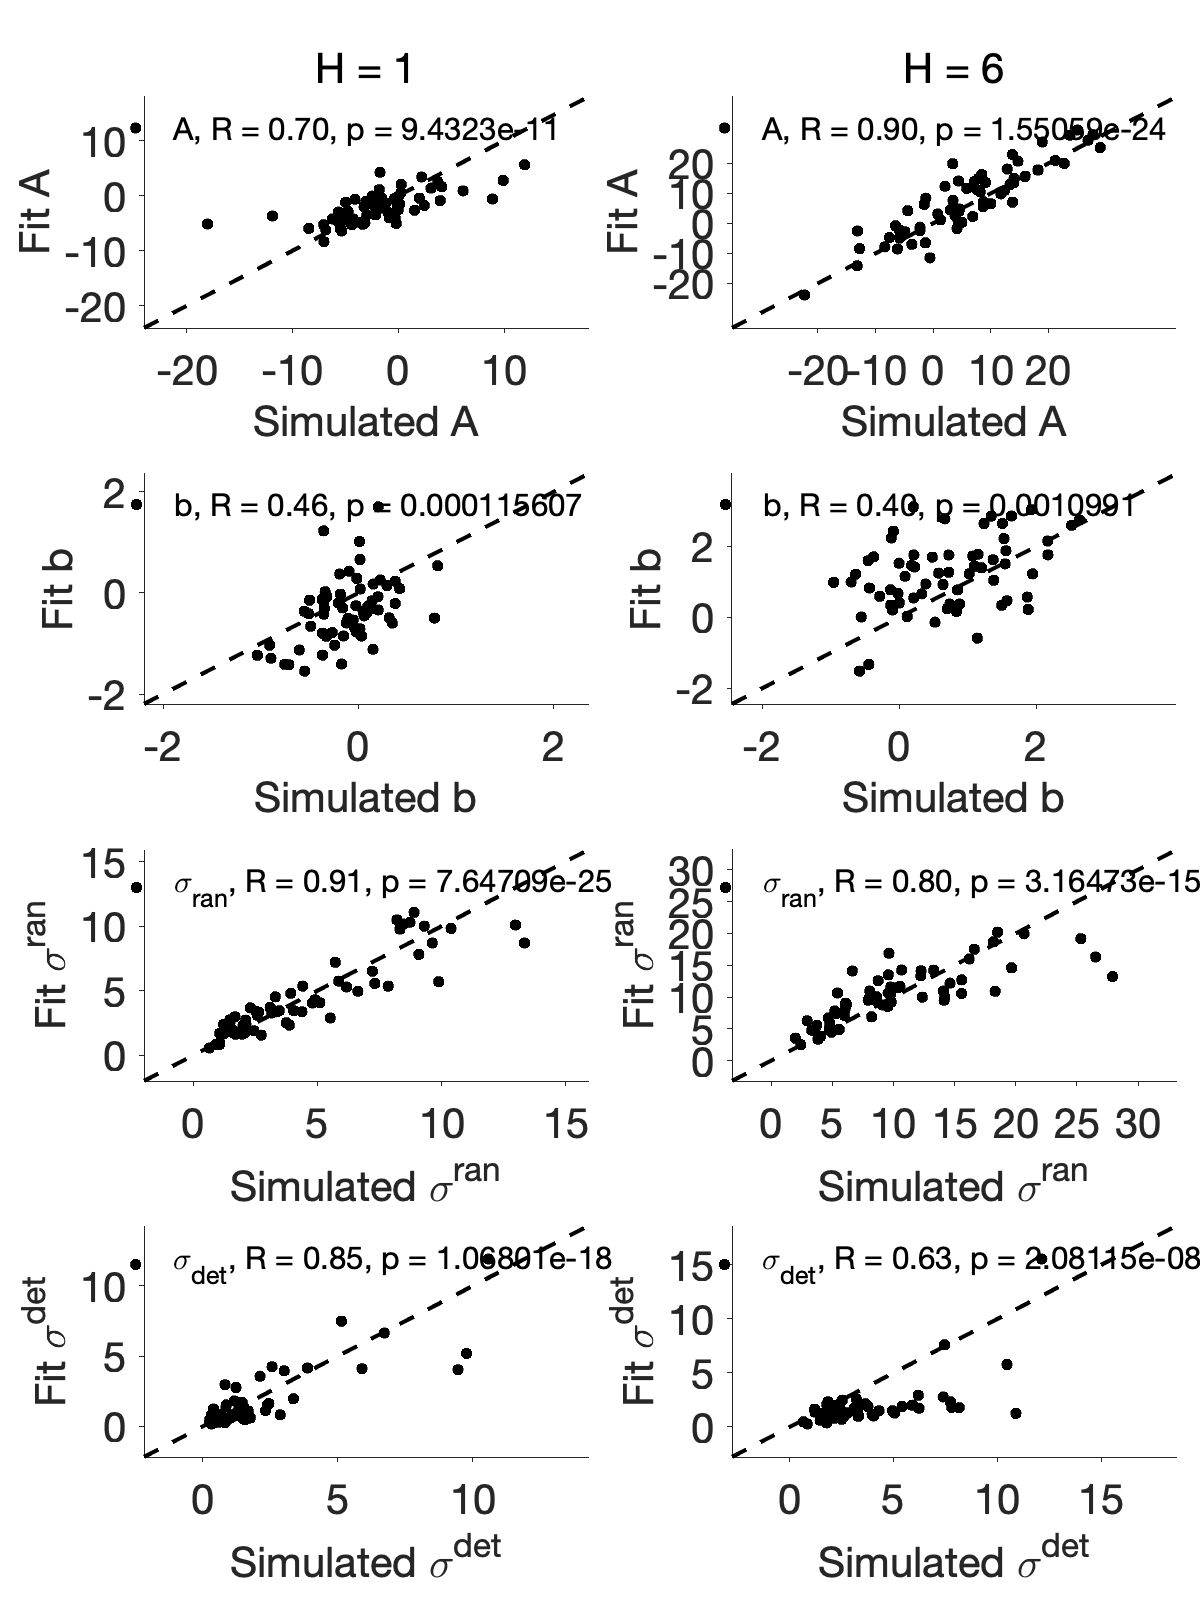 H = 1
H = 6
A, R = 0.70, p = 9.4323e-11
Fit A
10
0
-10
-20
-20 -10 0 10
Simulated A
A, R = 0.90, p = 1.55059e-24
Fit A
20
10
0
-10
-20
-20 -10 0 10 20
Simulated A
b, R = 0.46, p = 0.000115607
Fit b
2
0
-2
-2 0 2
Simulated b
b, R = 0.40, p = 0.0010991
Fit b
2
0
-2
-2 0 2
Simulated b
σran, R = 0.91, p = 7.64709e-25
Fit σran
15
10
5
0
0 5 10 15
Simulated σran
σran, R = 0.80, p = 3.16473e-15
Fit σran
30
25
20
15
10
5
0
0 5 10 15 20 25 30
Simulated σran
σdet, R = 0.85, p = 1.06801e-18
Fit σdet
10
5
0
0 5 10
Simulated σdet
σdet, R = 0.63, p = 2.08115e-08
Fit σdet
15
10
5
0
0 5 10 15
Simulated σdet